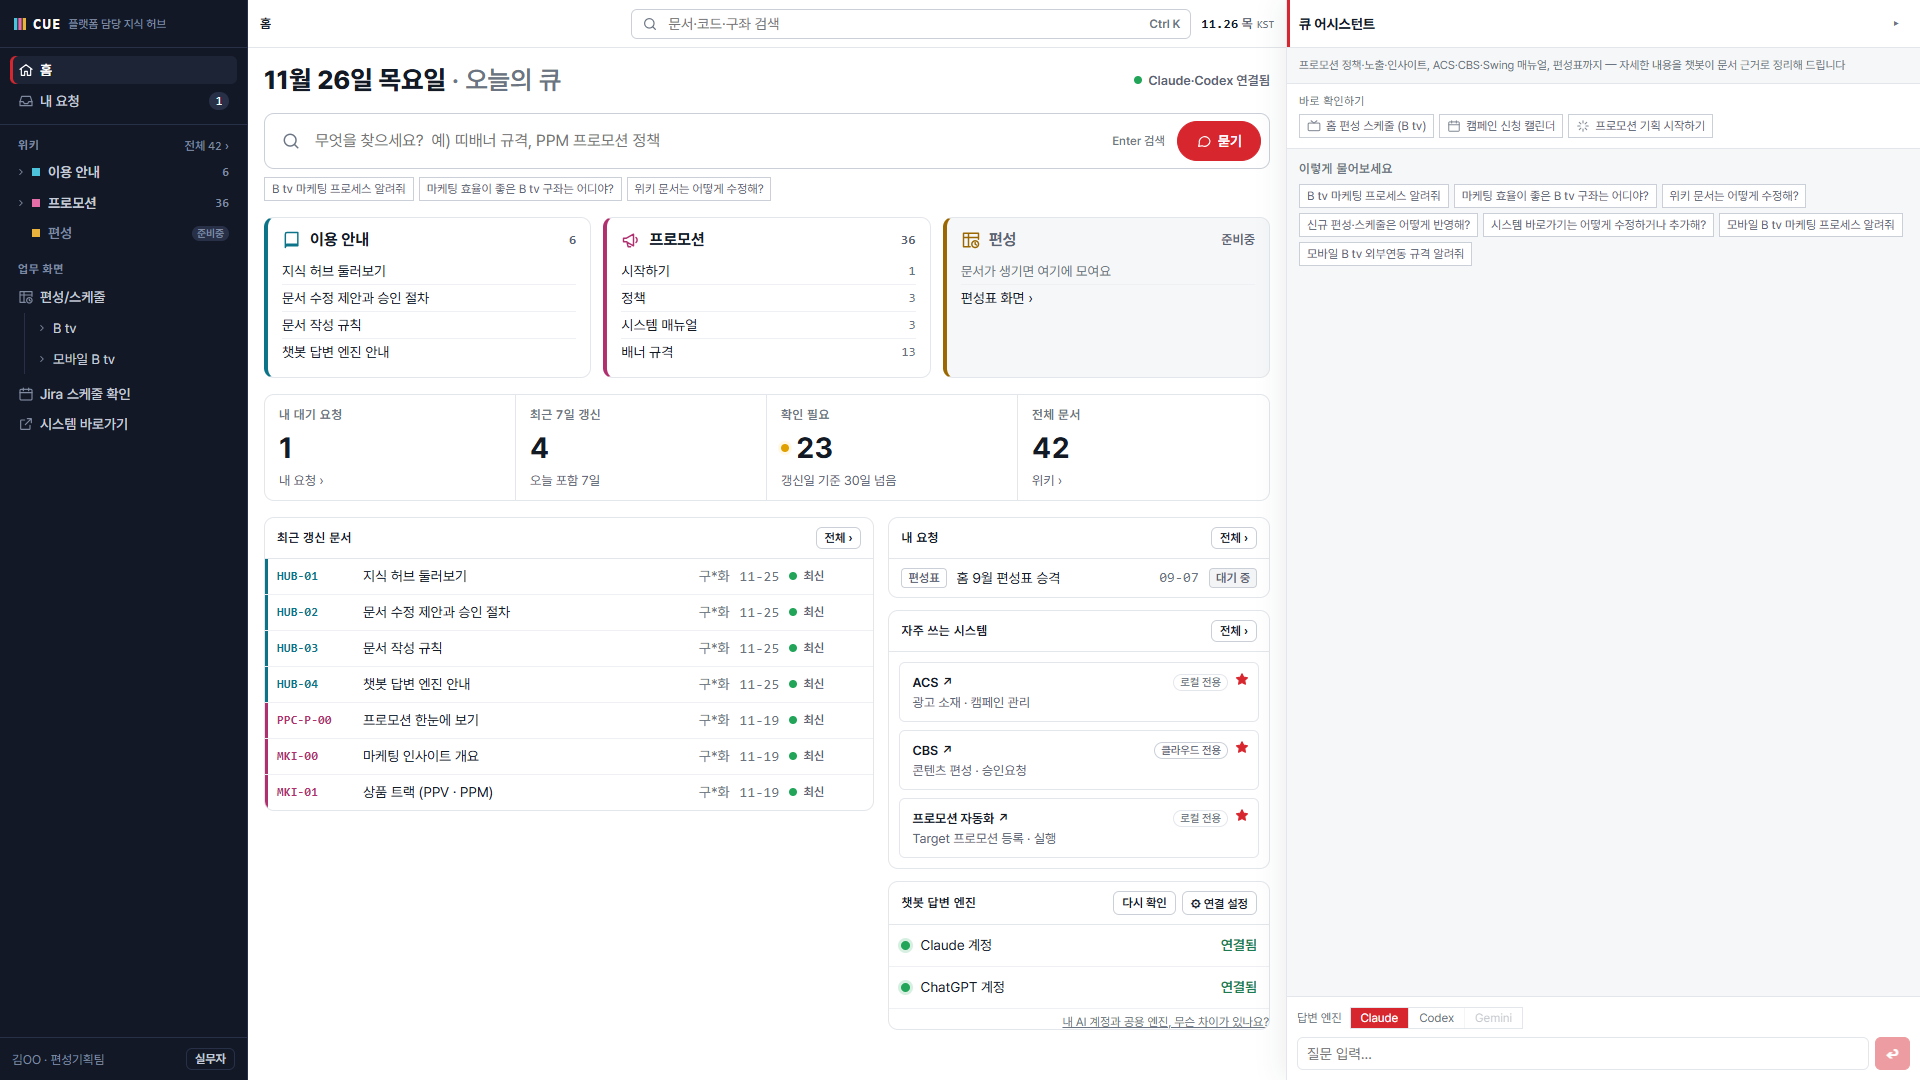 CUE 플랫폼 담당 지식 허브
홈
내 요청 1
위키 전체 42 ›
› 이용 안내 6
› 프로모션 36
편성 준비중
업무 화면
편성/스케줄
› B tv
› 모바일 B tv
Jira 스케줄 확인
시스템 바로가기
김OO · 편성기획팀 실무자
홈
문서·코드·구좌 검색 Ctrl K
11.26 목 KST
11월 26일 목요일 · 오늘의 큐
Claude·Codex 연결됨
무엇을 찾으세요? 예) 띠배너 규격, PPM 프로모션 정책 Enter 검색 묻기
B tv 마케팅 프로세스 알려줘 마케팅 효율이 좋은 B tv 구좌는 어디야? 위키 문서는 어떻게 수정해?
이용 안내 6
지식 허브 둘러보기
문서 수정 제안과 승인 절차
문서 작성 규칙
챗봇 답변 엔진 안내
프로모션 36
시작하기 1
정책 3
시스템 매뉴얼 3
배너 규격 13
편성 준비중
문서가 생기면 여기에 모여요
편성표 화면 ›
내 대기 요청
1
내 요청 ›
최근 7일 갱신
4
오늘 포함 7일
확인 필요
23
갱신일 기준 30일 넘음
전체 문서
42
위키 ›
최근 갱신 문서 전체 ›
HUB-01 지식 허브 둘러보기 구*화 11-25 최신
HUB-02 문서 수정 제안과 승인 절차 구*화 11-25 최신
HUB-03 문서 작성 규칙 구*화 11-25 최신
HUB-04 챗봇 답변 엔진 안내 구*화 11-25 최신
PPC-P-00 프로모션 한눈에 보기 구*화 11-19 최신
MKI-00 마케팅 인사이트 개요 구*화 11-19 최신
MKI-01 상품 트랙 (PPV · PPM) 구*화 11-19 최신
내 요청 전체 ›
편성표 홈 9월 편성표 승격 09-07 대기 중
자주 쓰는 시스템 전체 ›
ACS ↗ 로컬 전용 ★
광고 소재 · 캠페인 관리
CBS ↗ 클라우드 전용 ★
콘텐츠 편성 · 승인요청
프로모션 자동화 ↗ 로컬 전용 ★
Target 프로모션 등록 · 실행
챗봇 답변 엔진 다시 확인 ⚙ 연결 설정
Claude 계정 연결됨
ChatGPT 계정 연결됨
내 AI 계정과 공용 엔진, 무슨 차이가 있나요?
큐 어시스턴트 ▸
프로모션 정책·노출·인사이트, ACS·CBS·Swing 매뉴얼, 편성표까지 — 자세한 내용을 챗봇이 문서 근거로 정리해 드립니다
바로 확인하기
홈 편성 스케줄 (B tv) 캠페인 신청 캘린더 프로모션 기획 시작하기
이렇게 물어보세요
B tv 마케팅 프로세스 알려줘 마케팅 효율이 좋은 B tv 구좌는 어디야? 위키 문서는 어떻게 수정해?
신규 편성·스케줄은 어떻게 반영해? 시스템 바로가기는 어떻게 수정하거나 추가해? 모바일 B tv 마케팅 프로세스 알려줘
모바일 B tv 외부연동 규격 알려줘
답변 엔진 Claude Codex Gemini
질문 입력...